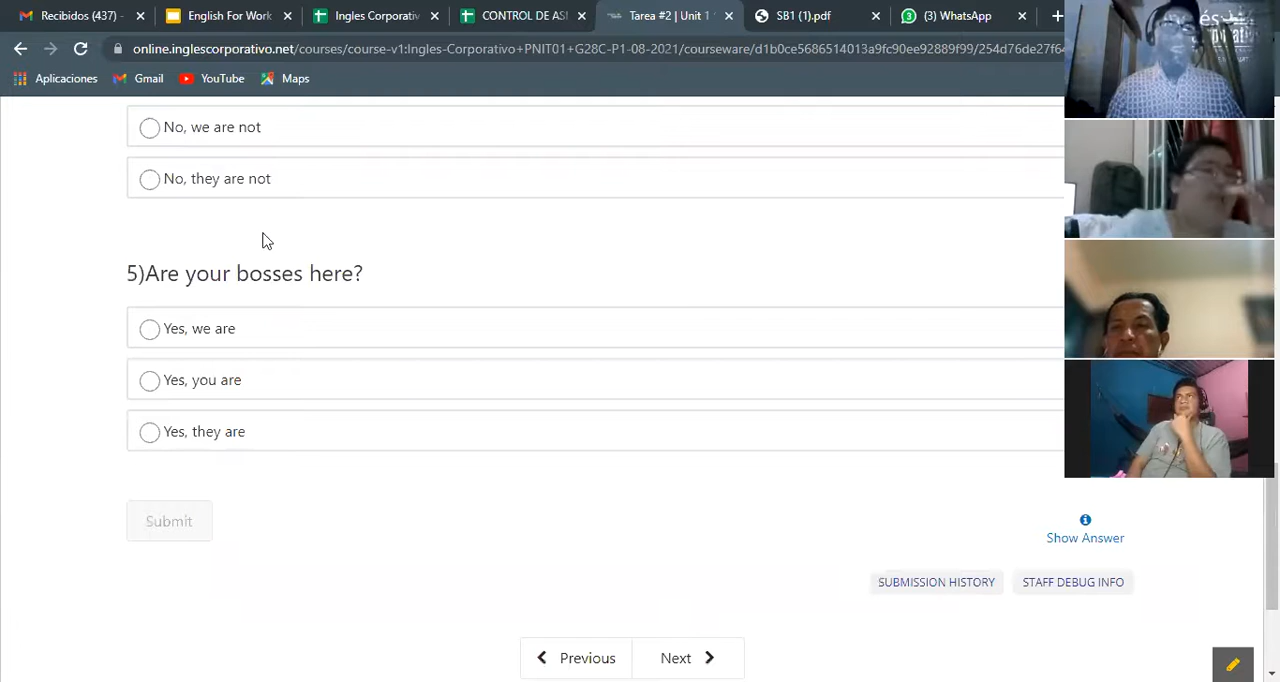 Recibidos (437) -
English For Work
Ingles Corporativ
CONTROL DE ASI
Tarea #2 | Unit 1
SB1 (1).pdf
(3) WhatsApp
online.inglescorporativo.net/courses/course-v1:Ingles-Corporativo+PNIT01+G28C-P1-08-2021/courseware/d1b0ce5686514013a9fc90ee92889f99/254d76de27f64
Aplicaciones Gmail YouTube Maps
No, we are not
No, they are not
5)Are your bosses here?
Yes, we are
Yes, you are
Yes, they are
Submit
Show Answer
SUBMISSION HISTORY STAFF DEBUG INFO
Previous Next